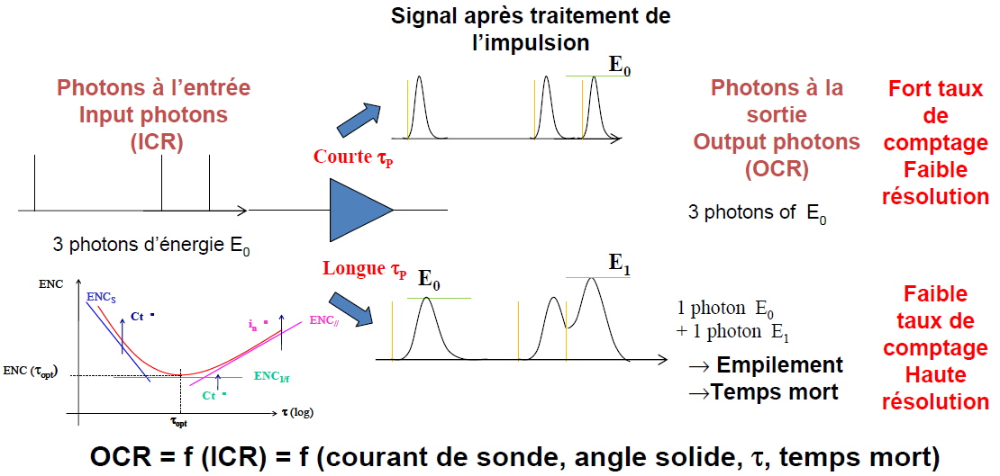 Signal après traitement de
l'impulsion
Photons à l'entrée
Input photons
(ICR)
3 photons d'énergie E0
Courte τP
E0
Photons à la
sortie
Output photons
(OCR)
3 photons of E0
Fort taux
de
comptage
Faible
résolution
Longue τP
E0
E1
1 photon E0
+ 1 photon E1
→ Empilement
→Temps mort
Faible
taux de
comptage
Haute
résolution
ENC
ENCS
Ct
in
ENC//
ENC (τopt)
ENC1/f
Ct
τopt
τ (log)
OCR = f (ICR) = f (courant de sonde, angle solide, τ, temps mort)